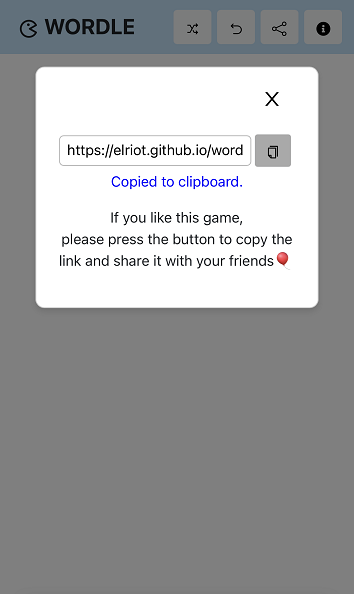 WORDLE
X
https://elriot.github.io/word
Copied to clipboard.
If you like this game,
please press the button to copy the
link and share it with your friends🎈